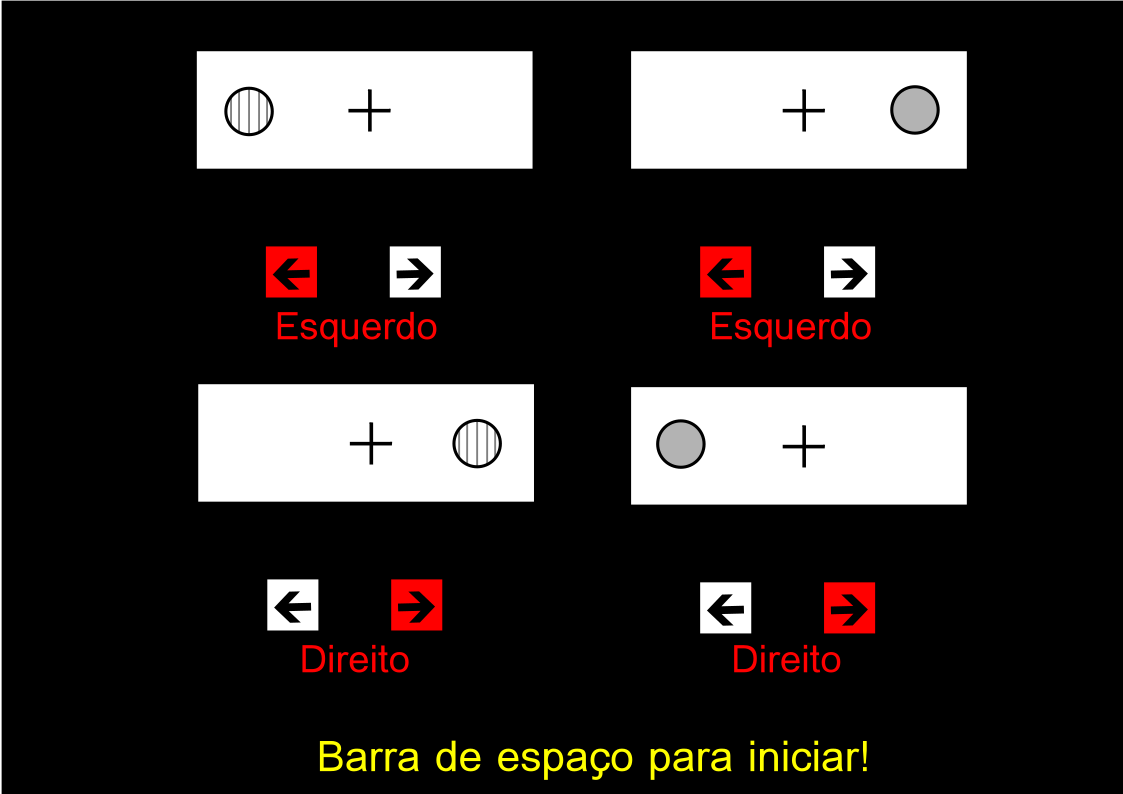 Esquerdo
Esquerdo
Direito
Direito
Barra de espaço para iniciar!